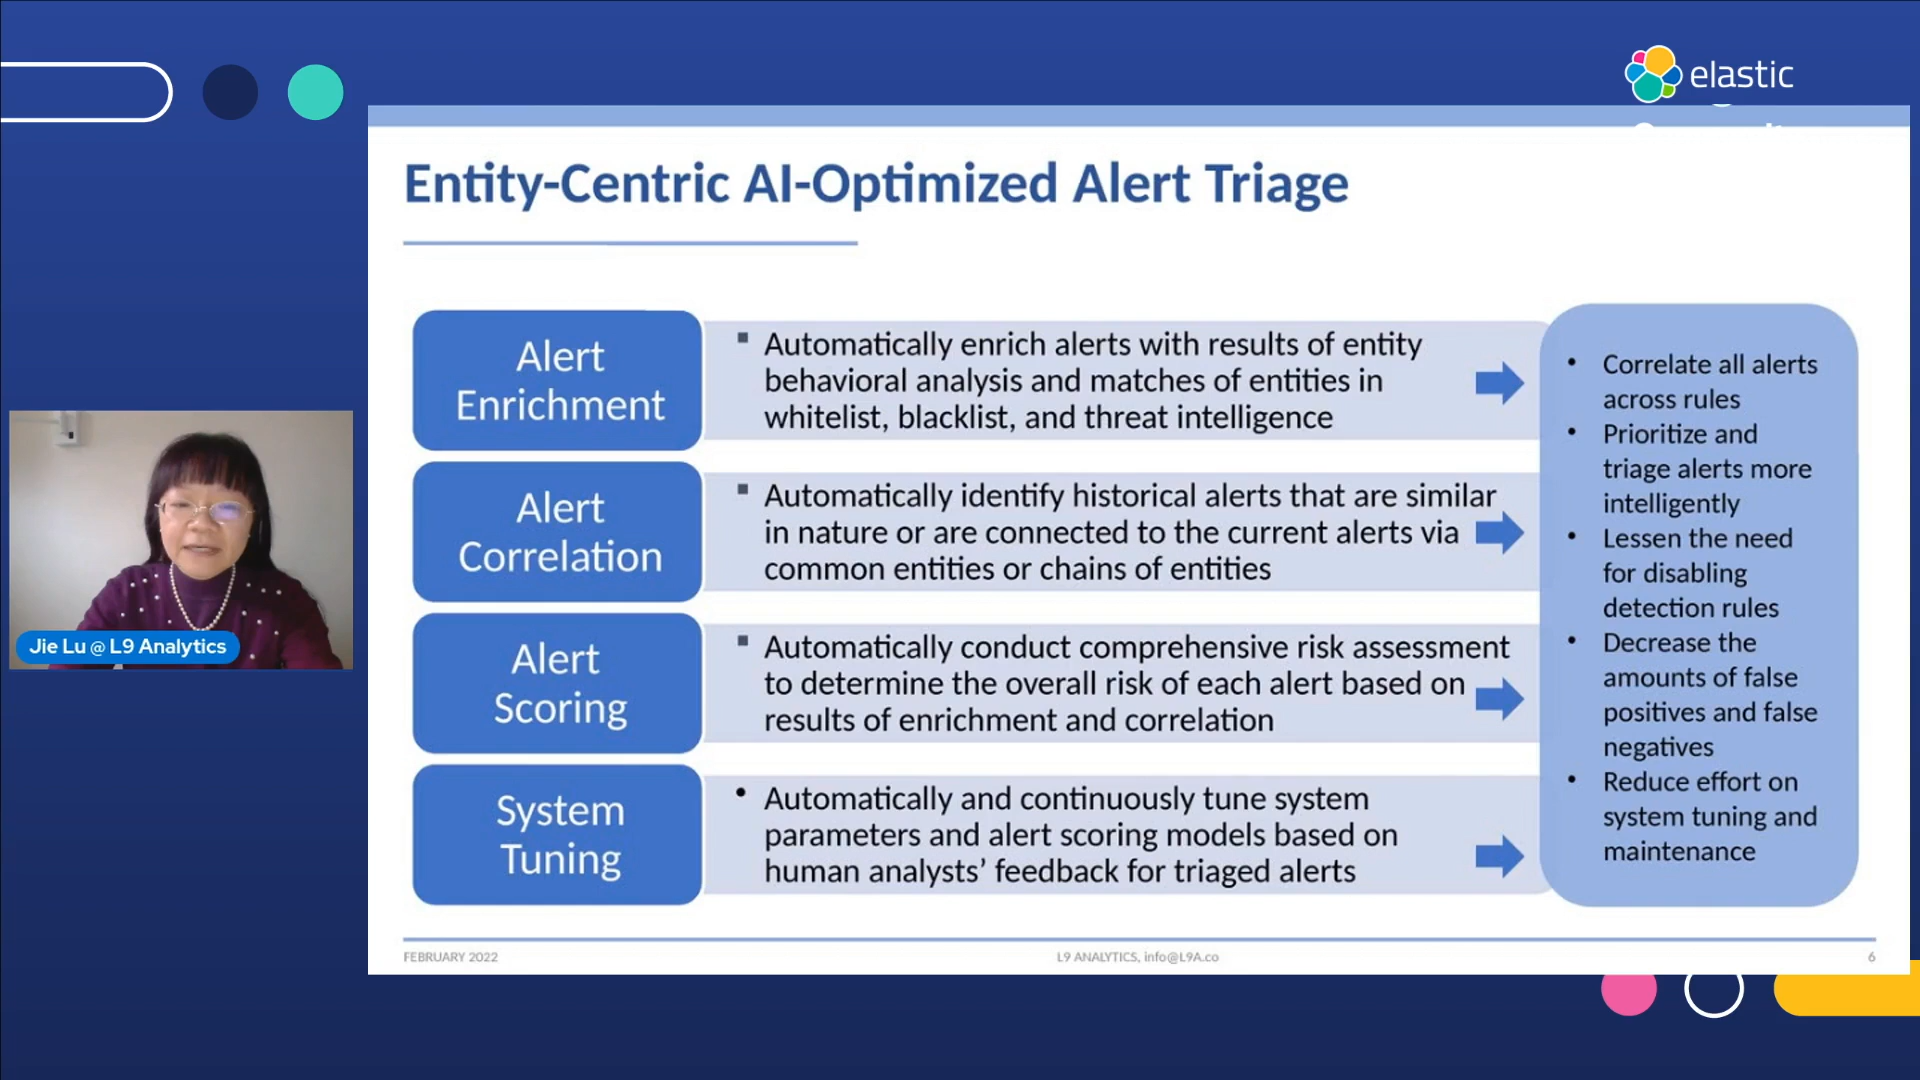 elastic
Entity-Centric AI-Optimized Alert Triage
Alert
Enrichment
▪ Automatically enrich alerts with results of entity
behavioral analysis and matches of entities in
whitelist, blacklist, and threat intelligence
Alert
Correlation
▪ Automatically identify historical alerts that are similar
in nature or are connected to the current alerts via
common entities or chains of entities
Alert
Scoring
▪ Automatically conduct comprehensive risk assessment
to determine the overall risk of each alert based on
results of enrichment and correlation
System
Tuning
• Automatically and continuously tune system
parameters and alert scoring models based on
human analysts’ feedback for triaged alerts
• Correlate all alerts
across rules
• Prioritize and
triage alerts more
intelligently
• Lessen the need
for disabling
detection rules
• Decrease the
amounts of false
positives and false
negatives
• Reduce effort on
system tuning and
maintenance
Jie Lu @ L9 Analytics
FEBRUARY 2022
L9 ANALYTICS, info@L9A.co
6